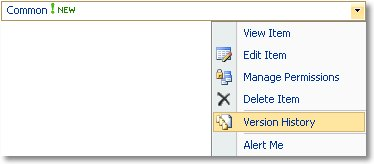 Common ! NEW
View Item
Edit Item
Manage Permissions
Delete Item
Version History
Alert Me